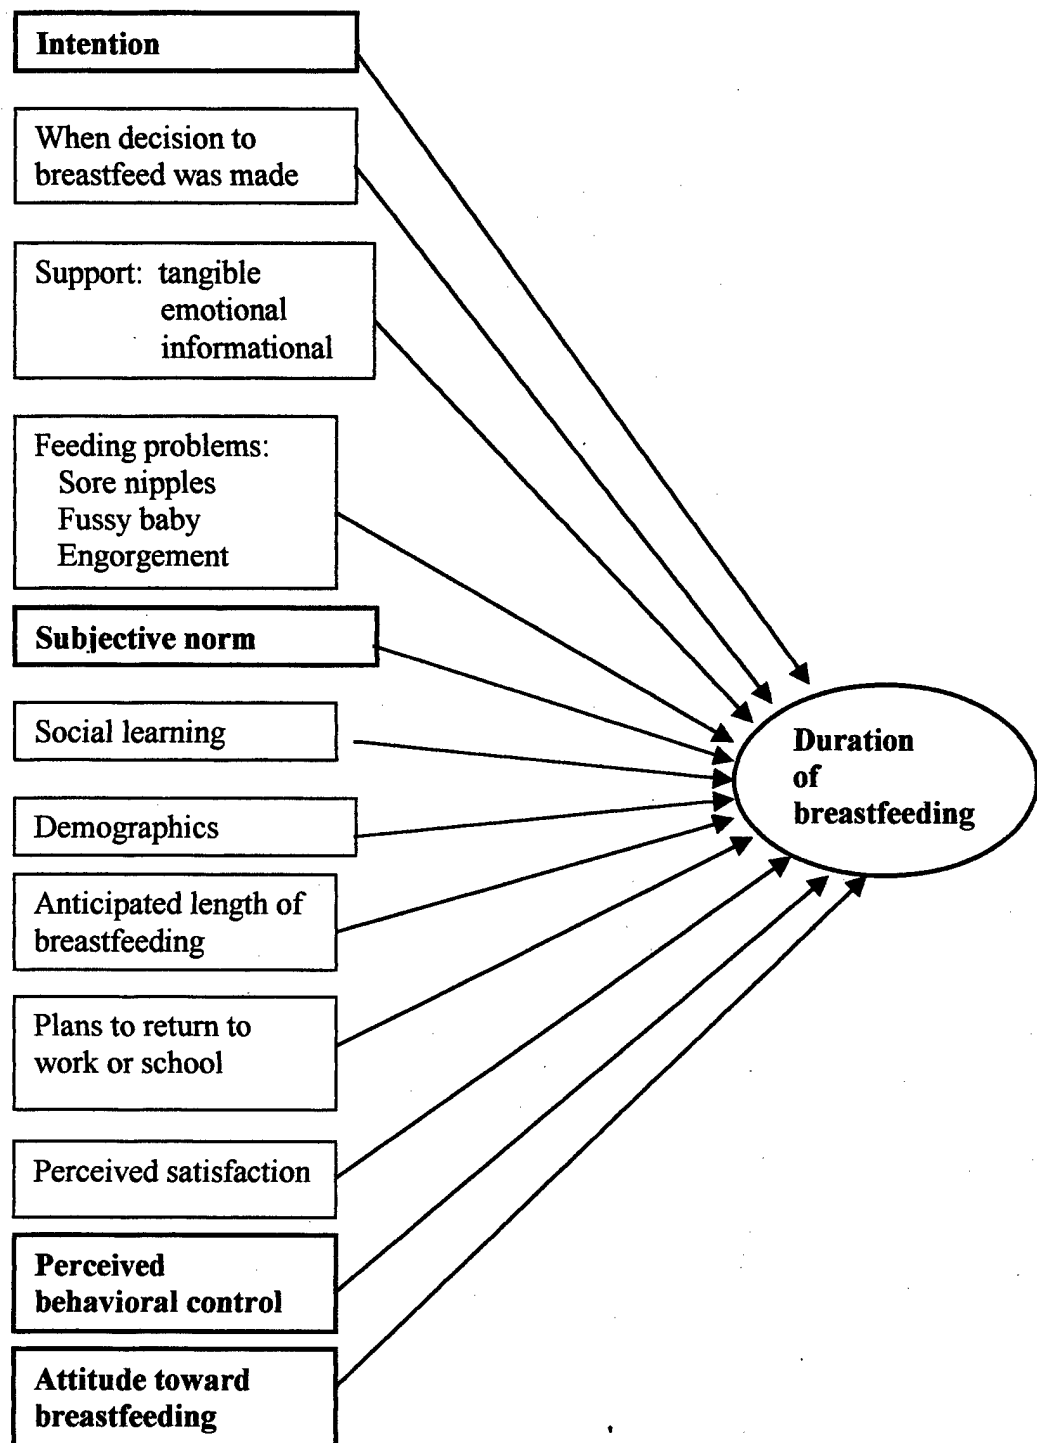 Intention
When decision to
breastfeed was made
Support: tangible
emotional
informational
Feeding problems:
Sore nipples
Fussy baby
Engorgement
Subjective norm
Social learning
Demographics
Anticipated length of
breastfeeding
Plans to return to
work or school
Perceived satisfaction
Perceived
behavioral control
Attitude toward
breastfeeding
Duration
of
breastfeeding